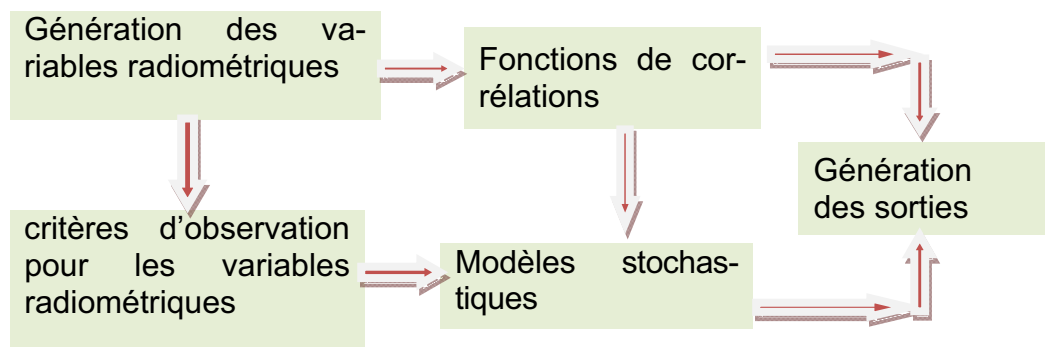 Génération des va-
riables radiométriques
Fonctions de cor-
rélations
Génération
des sorties
critères d’observation
pour les variables
radiométriques
Modèles stochas-
tiques